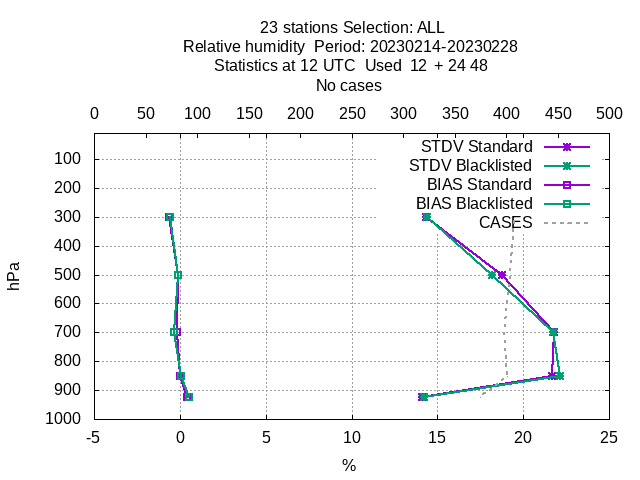 23 stations Selection: ALL
Relative humidity  Period: 20230214-20230228
Statistics at 12 UTC  Used  12  + 24 48
No cases
0 50 100 150 200 250 300 350 400 450 500
STDV Standard
STDV Blacklisted
BIAS Standard
BIAS Blacklisted
CASES
100
200
300
400
500
600
700
800
900
1000
hPa
-5 0 5 10 15 20 25
%